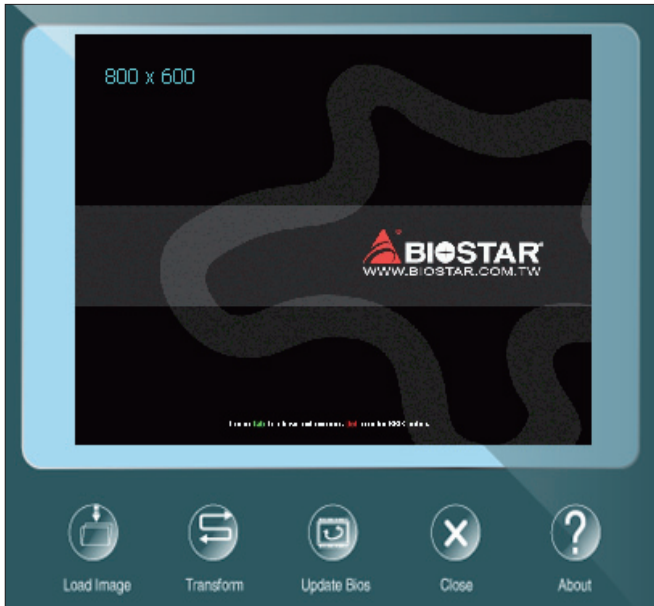 800 x 600
BIOSTAR
WWW.BIOSTAR.COM.TW
Load Image
Transform
Update Bios
Close
About